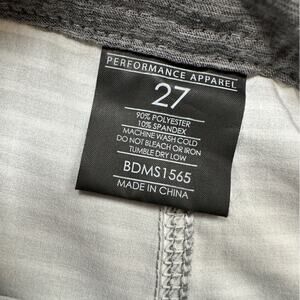 PERFORMANCE APPAREL
27
90% POLYESTER
10% SPANDEX
MACHINE WASH COLD
DO NOT BLEACH OR IRON
TUMBLE DRY LOW
BDMS1565
MADE IN CHINA